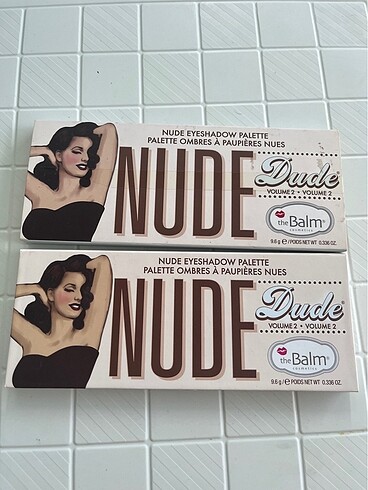 NUDE EYESHADOW PALETTE
PALETTE OMBRES À PAUPIÈRES NUES
NUDE
Dude
VOLUME 2 • VOLUME 2
theBalm®
cosmetics
9.6 g ℮ / POIDS NET WT 0.336 OZ.
NUDE EYESHADOW PALETTE
PALETTE OMBRES À PAUPIÈRES NUES
NUDE
Dude®
VOLUME 2 • VOLUME 2
theBalm®
cosmetics
9.6 g / ℮ POIDS NET WT 0.336 OZ.